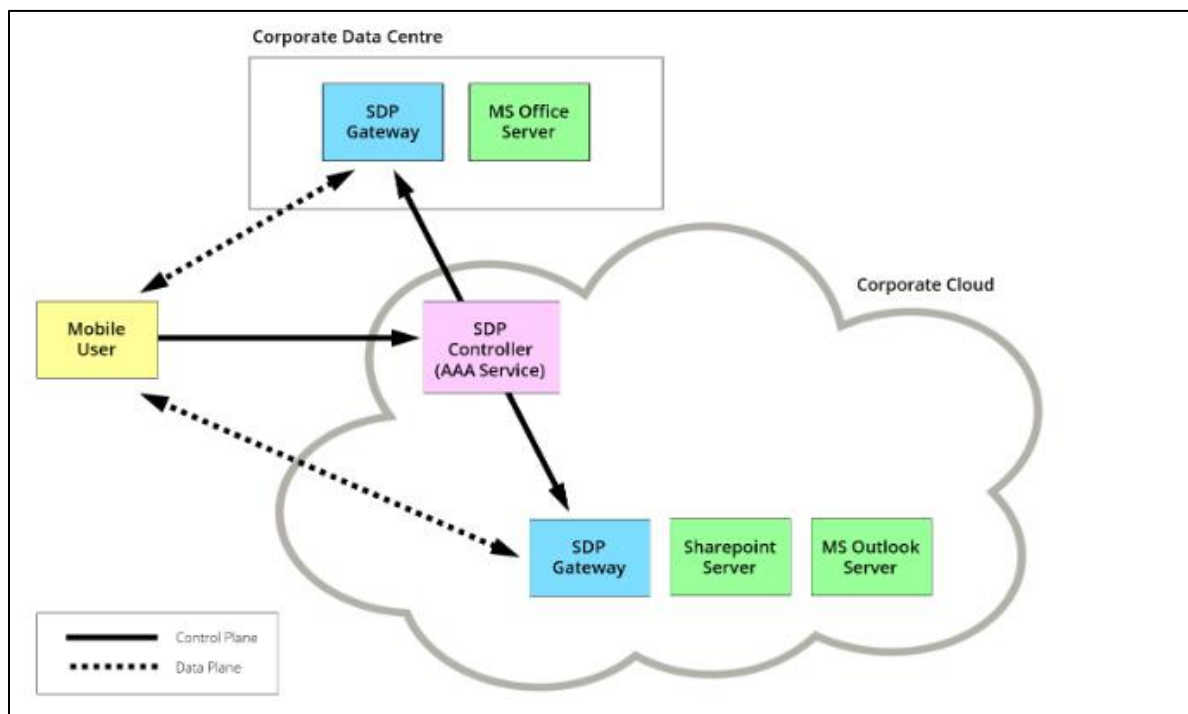 Corporate Data Centre
SDP
Gateway
MS Office
Server
Corporate Cloud
Mobile
User
SDP
Controller
(AAA Service)
SDP
Gateway
Sharepoint
Server
MS Outlook
Server
Control Plane
Data Plane